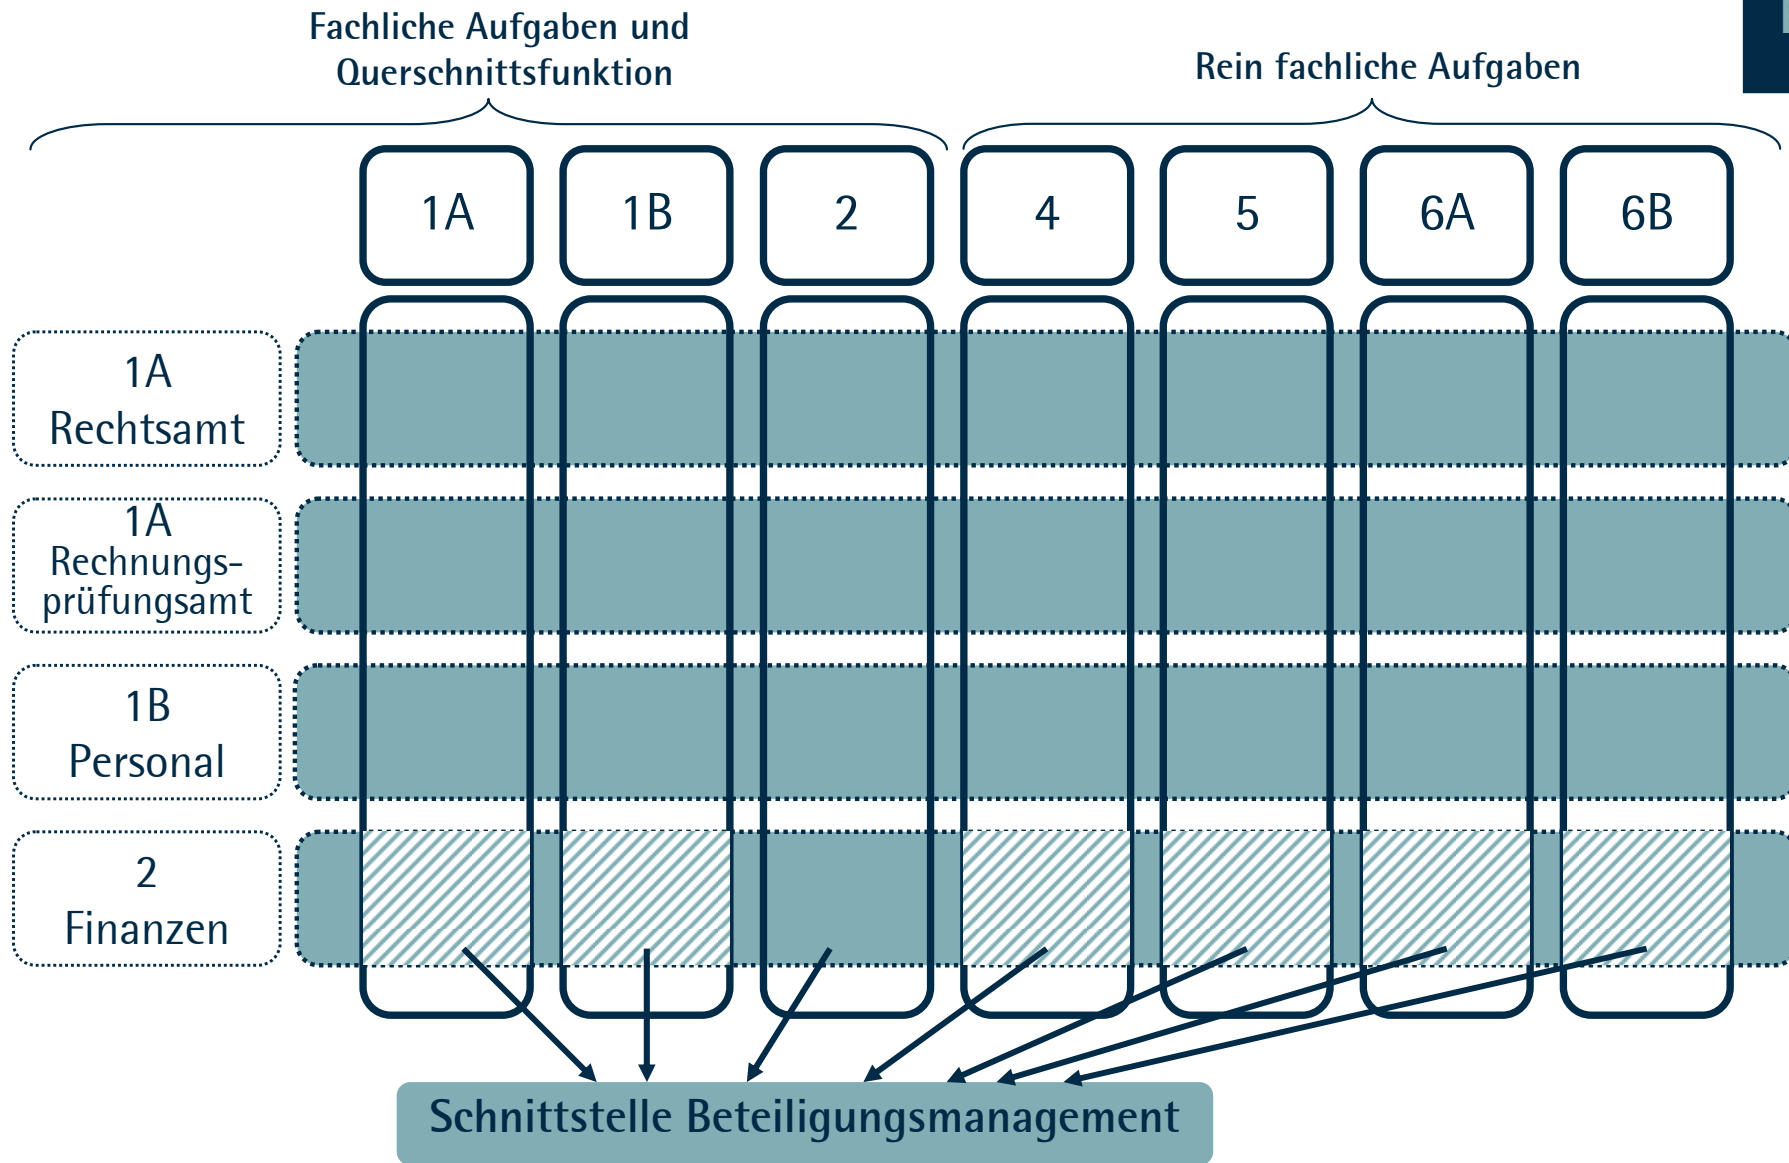 Fachliche Aufgaben und
Querschnittsfunktion
Rein fachliche Aufgaben
1A
1B
2
4
5
6A
6B
1A
Rechtsamt
1A
Rechnungs-
prüfungsamt
1B
Personal
2
Finanzen
Schnittstelle Beteiligungsmanagement